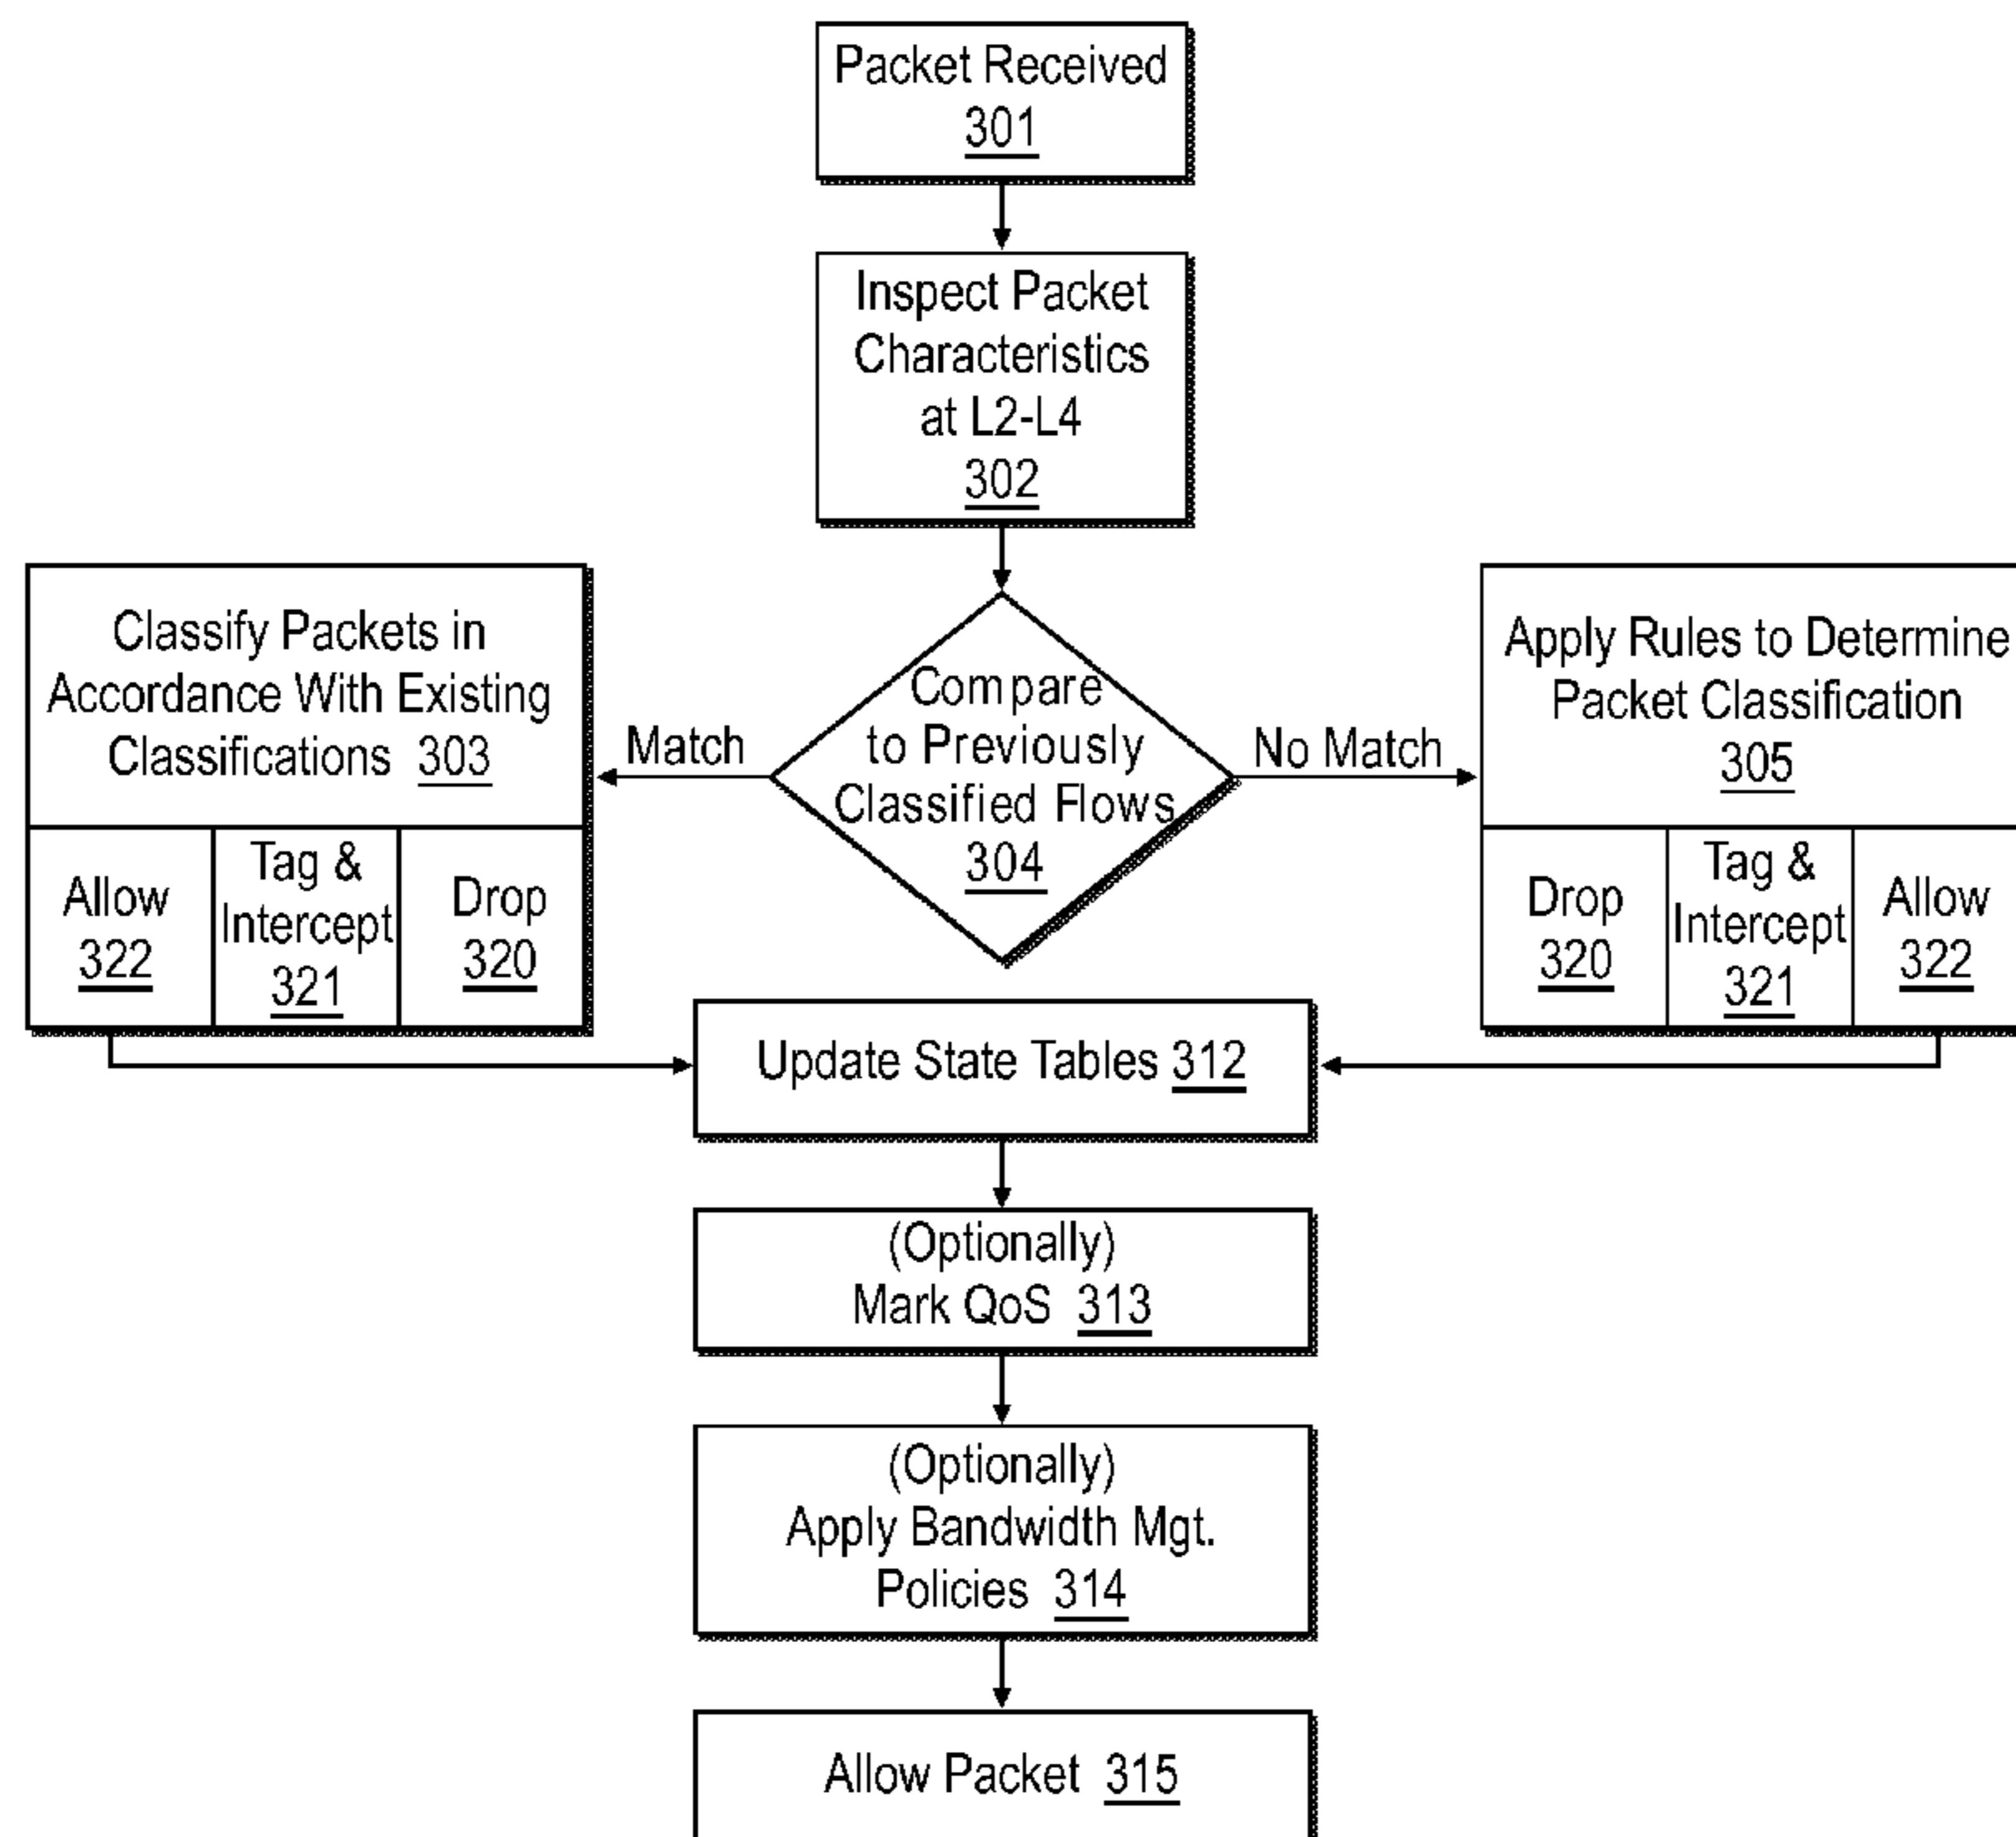 Packet Received
301
Inspect Packet
Characteristics
at L2-L4
302
Classify Packets in
Accordance With Existing
Classifications 303
Allow
322
Tag &
Intercept
321
Drop
320
Match
Compare
to Previously
Classified Flows
304
No Match
Apply Rules to Determine
Packet Classification
305
Drop
320
Tag &
Intercept
321
Allow
322
Update State Tables 312
(Optionally)
Mark QoS 313
(Optionally)
Apply Bandwidth Mgt.
Policies 314
Allow Packet 315